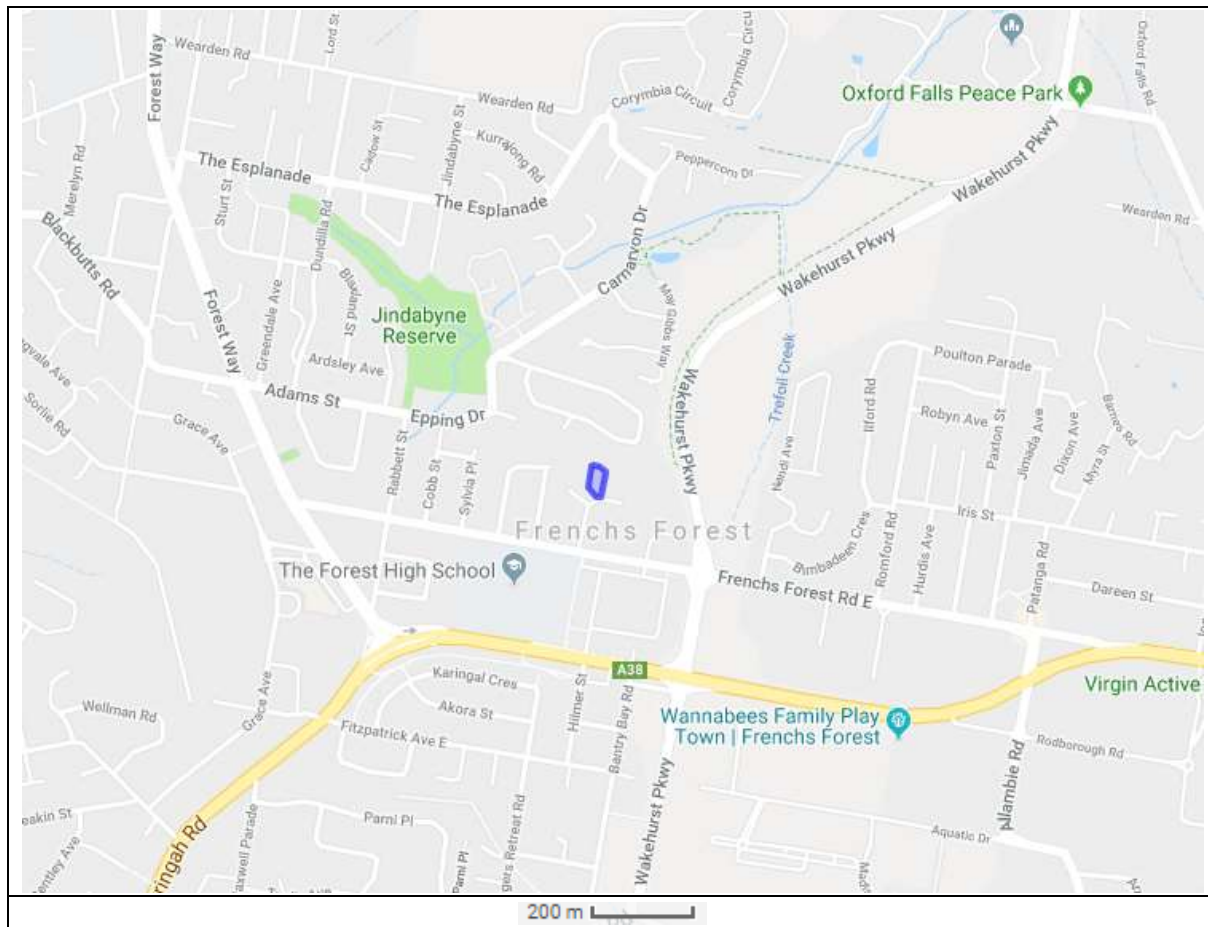 Forest Way
Wearden Rd
Lord St
Wearden Rd
Corymbia Circuit
Oxford Falls Peace Park
Oxford Falls Rd
Merelyn Rd
Cadow St
Jindabyne St
Kurrajong Rd
Peppercorn Dr
Wakehurst Pkwy
The Esplanade
The Esplanade
Sturt St
Dundilla Rd
Wearden Rd
Blackbutts Rd
Carnarvon Dr
Wakehurst Pkwy
Forest Way
Greendale Ave
Blaxland St
Jindabyne
Reserve
May Gibbs Way
Ardsley Ave
Poulton Parade
Trefoil Creek
Adams St
Epping Dr
Wakehurst Pkwy
Ilford Rd
Robyn Ave
Paxton St
Jimada Ave
Dixon Ave
Barnes Rd
Myra St
Sorlie Rd
Grace Ave
Rabbett St
Cobb St
Sylvia Pl
Nandi Ave
Iris St
Frenchs Forest
Bimbadeen Cres
Romford Rd
Hurdis Ave
Patanga Rd
The Forest High School
Frenchs Forest Rd E
Dareen St
A38
Karingal Cres
Hilmer St
Bantry Bay Rd
Virgin Active
Grace Ave
Wellman Rd
Akora St
Fitzpatrick Ave E
Wannabees Family Play
Town | Frenchs Forest
Rodborough Rd
Allambie Rd
Wakehurst Pkwy
Parni Pl
Parni Pl
Aquatic Dr
200 m